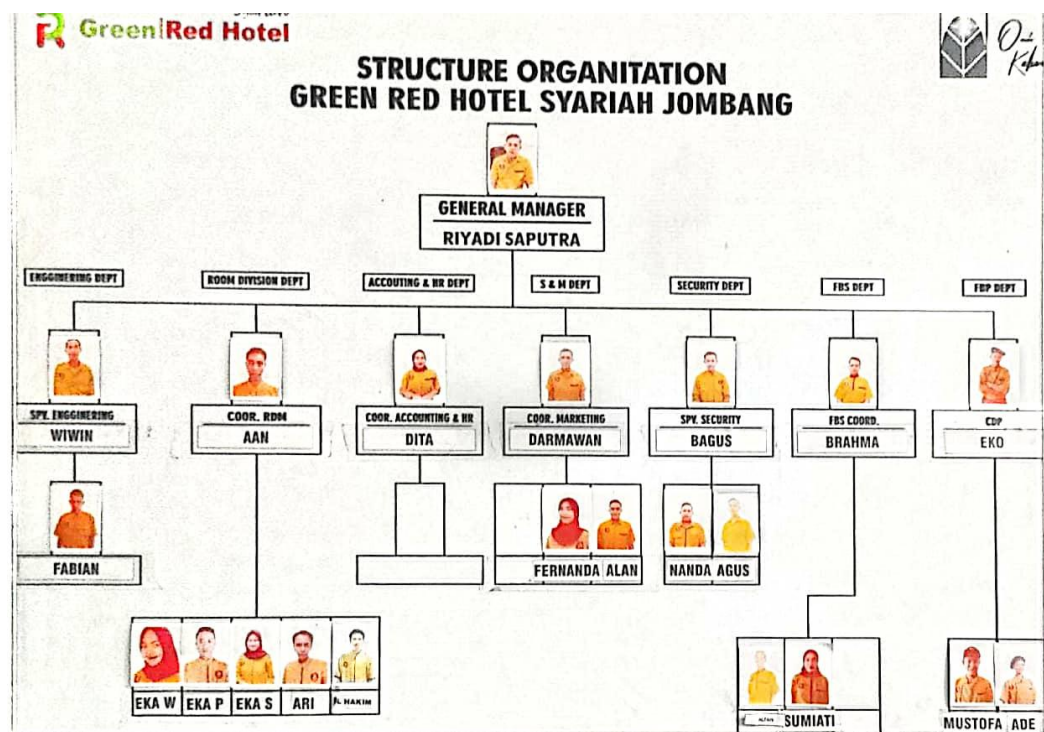 Green|Red Hotel
STRUCTURE ORGANITATION
GREEN RED HOTEL SYARIAH JOMBANG
GENERAL MANAGER
RIYADI SAPUTRA
ENGGINERING DEPT
ROOM DIVISION DEPT
ACCOUTING & HR DEPT
S & M DEPT
SECURITY DEPT
FBS DEPT
FBP DEPT
SPV. ENGGINERING
WIWIN
COOR. RDM
AAN
COOR. ACCOUNTING & HR
DITA
COOR. MARKETING
DARMAWAN
SPV. SECURITY
BAGUS
FBS COORD.
BRAHMA
CDP
EKO
FABIAN
FERNANDA ALAN
NANDA AGUS
EKA W EKA P EKA S ARI HAKIM
SUMIATI
MUSTOFA ADE